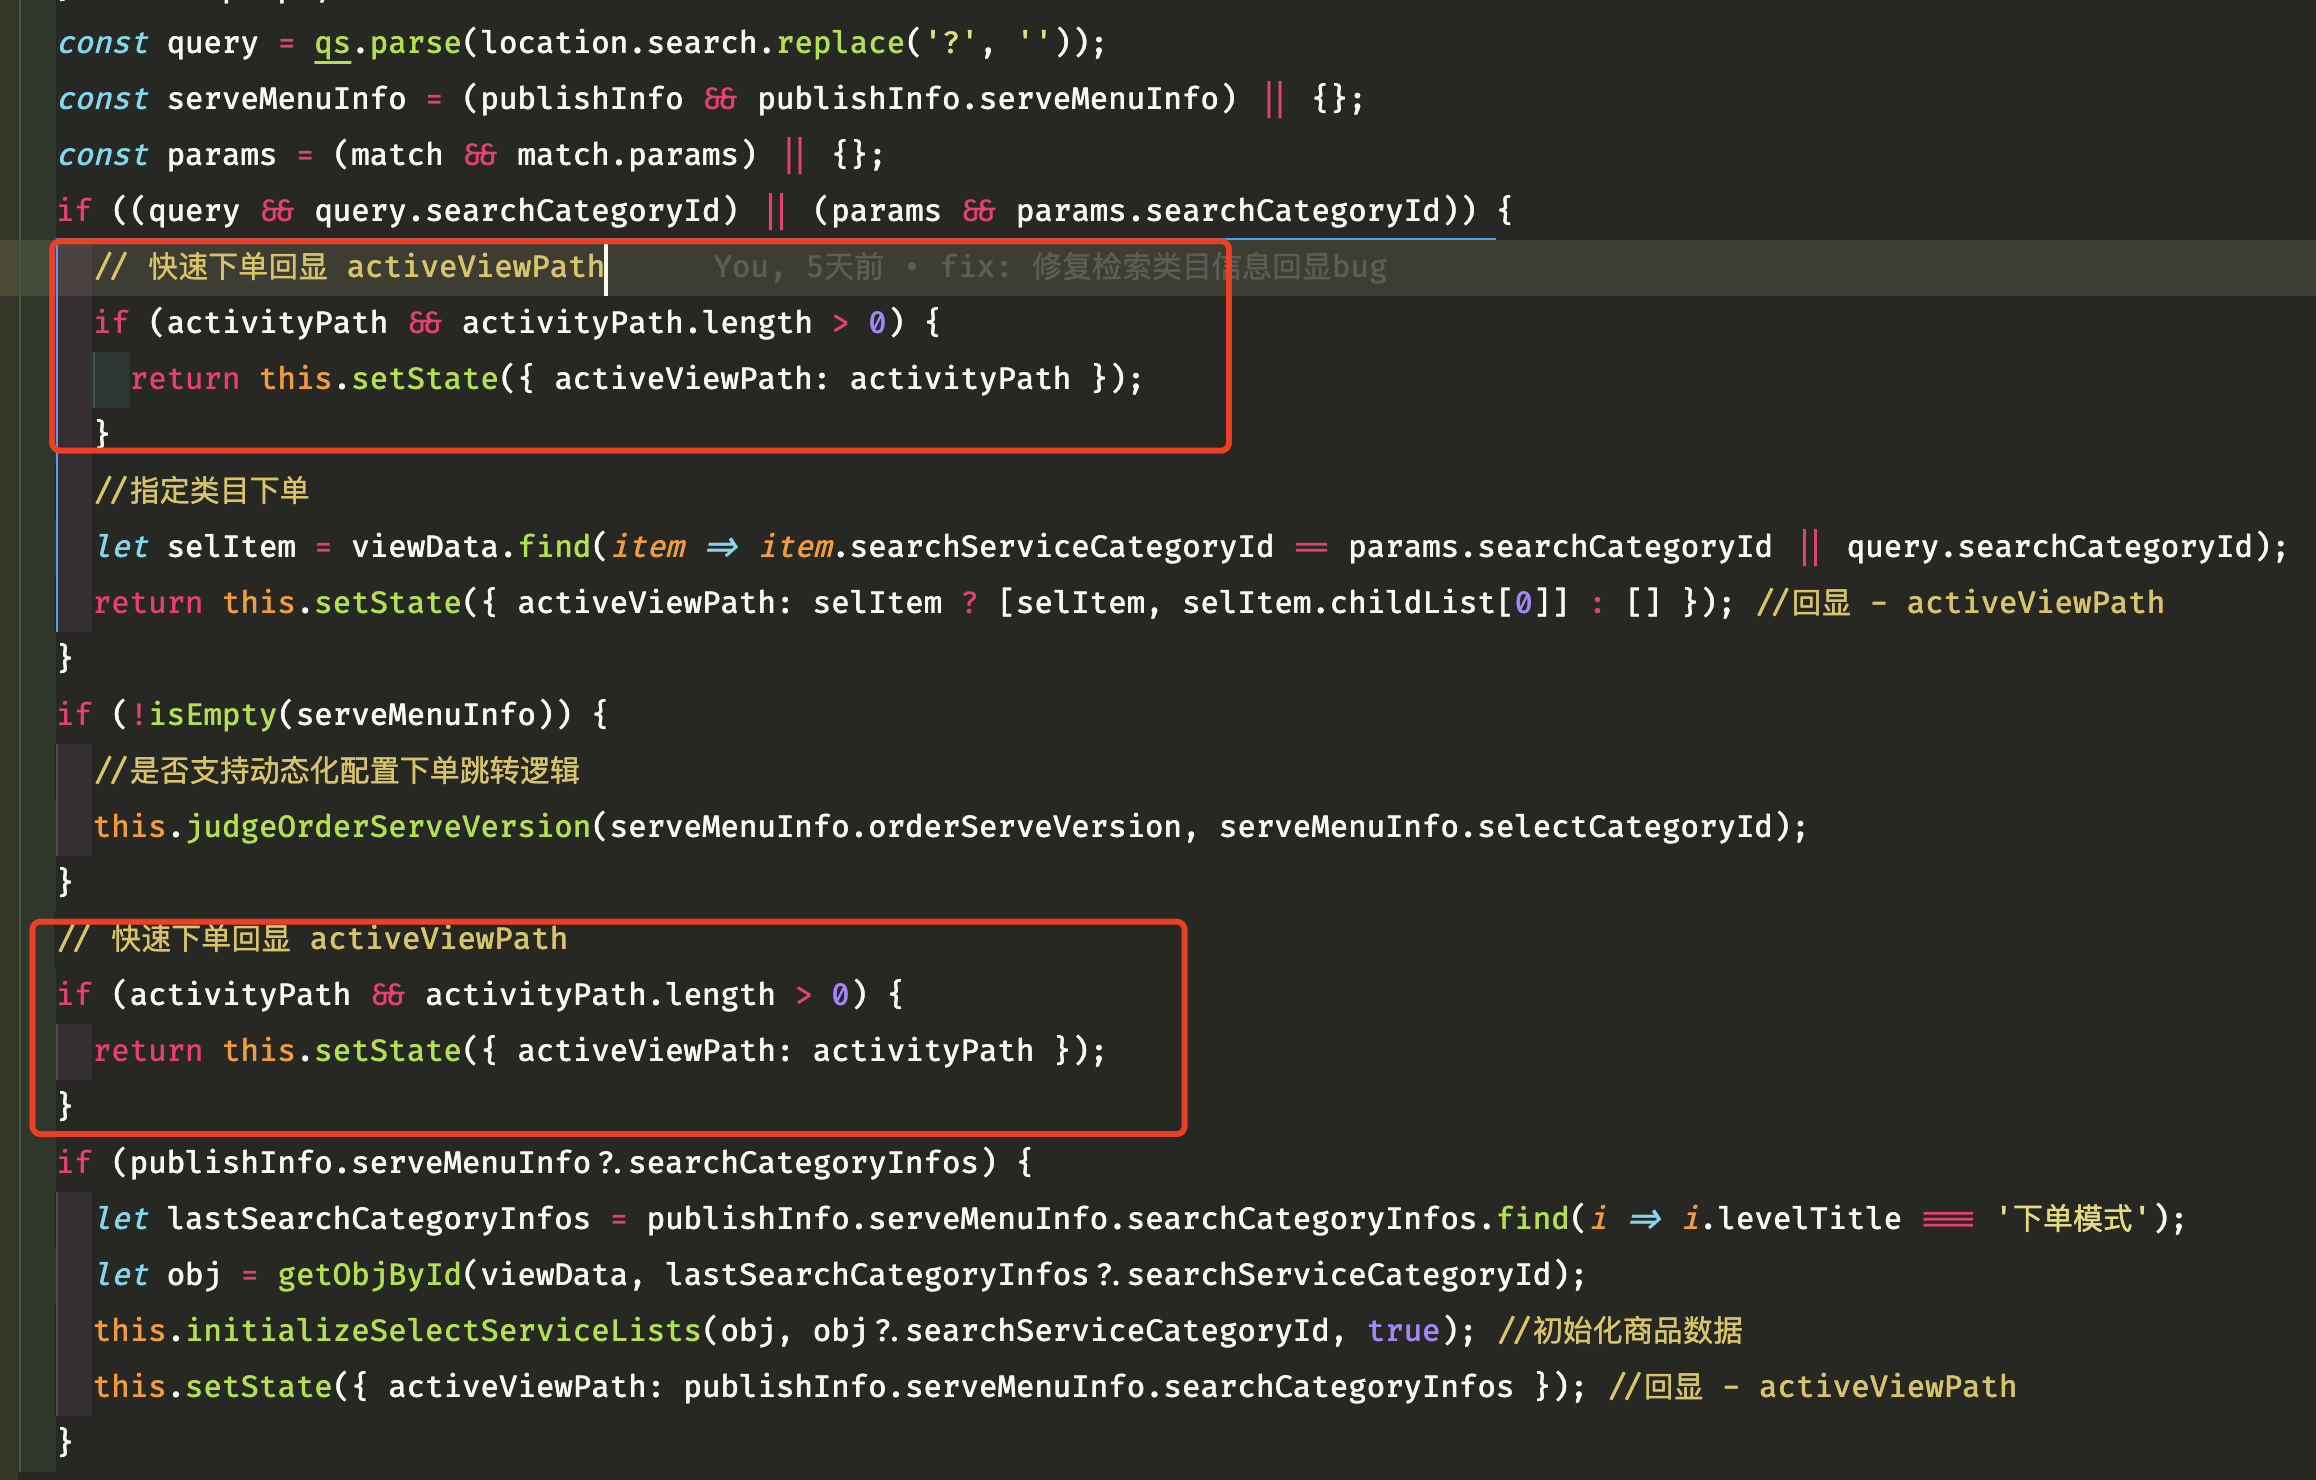 const query = qs.parse(location.search.replace('?', ''));
const serveMenuInfo = (publishInfo && publishInfo.serveMenuInfo) || {};
const params = (match && match.params) || {};
if ((query && query.searchCategoryId) || (params && params.searchCategoryId)) {
// 快速下单回显 activeViewPath You, 5天前 • fix: 修复检索类目信息回显bug
if (activityPath && activityPath.length > 0) {
return this.setState({ activeViewPath: activityPath });
}
//指定类目下单
let selItem = viewData.find(item => item.searchServiceCategoryId == params.searchCategoryId || query.searchCategoryId);
return this.setState({ activeViewPath: selItem ? [selItem, selItem.childList[0]] : [] }); //回显 - activeViewPath
}
if (!isEmpty(serveMenuInfo)) {
//是否支持动态化配置下单跳转逻辑
this.judgeOrderServeVersion(serveMenuInfo.orderServeVersion, serveMenuInfo.selectCategoryId);
}
// 快速下单回显 activeViewPath
if (activityPath && activityPath.length > 0) {
return this.setState({ activeViewPath: activityPath });
}
if (publishInfo.serveMenuInfo?.searchCategoryInfos) {
let lastSearchCategoryInfos = publishInfo.serveMenuInfo.searchCategoryInfos.find(i => i.levelTitle === '下单模式');
let obj = getObjById(viewData, lastSearchCategoryInfos?.searchServiceCategoryId);
this.initializeSelectServiceLists(obj, obj?.searchServiceCategoryId, true); //初始化商品数据
this.setState({ activeViewPath: publishInfo.serveMenuInfo.searchCategoryInfos }); //回显 - activeViewPath
}